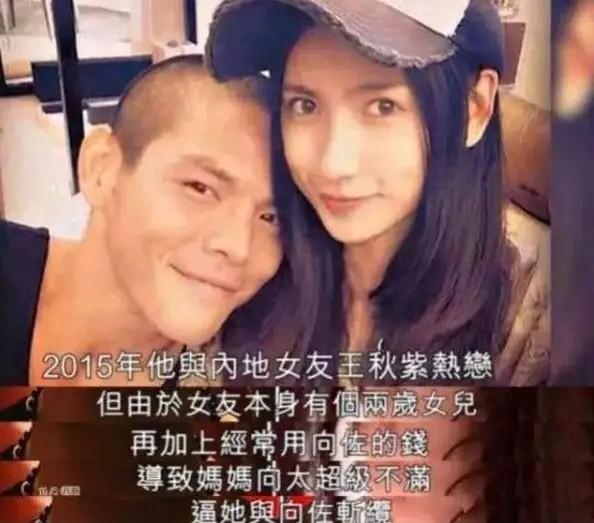 2015年他與內地女友王秋紫熱戀
但由於女友本身有個兩歲女兒
再加上經常用向佐的錢
導致媽媽向太超級不滿
逼她與向佐斬纜